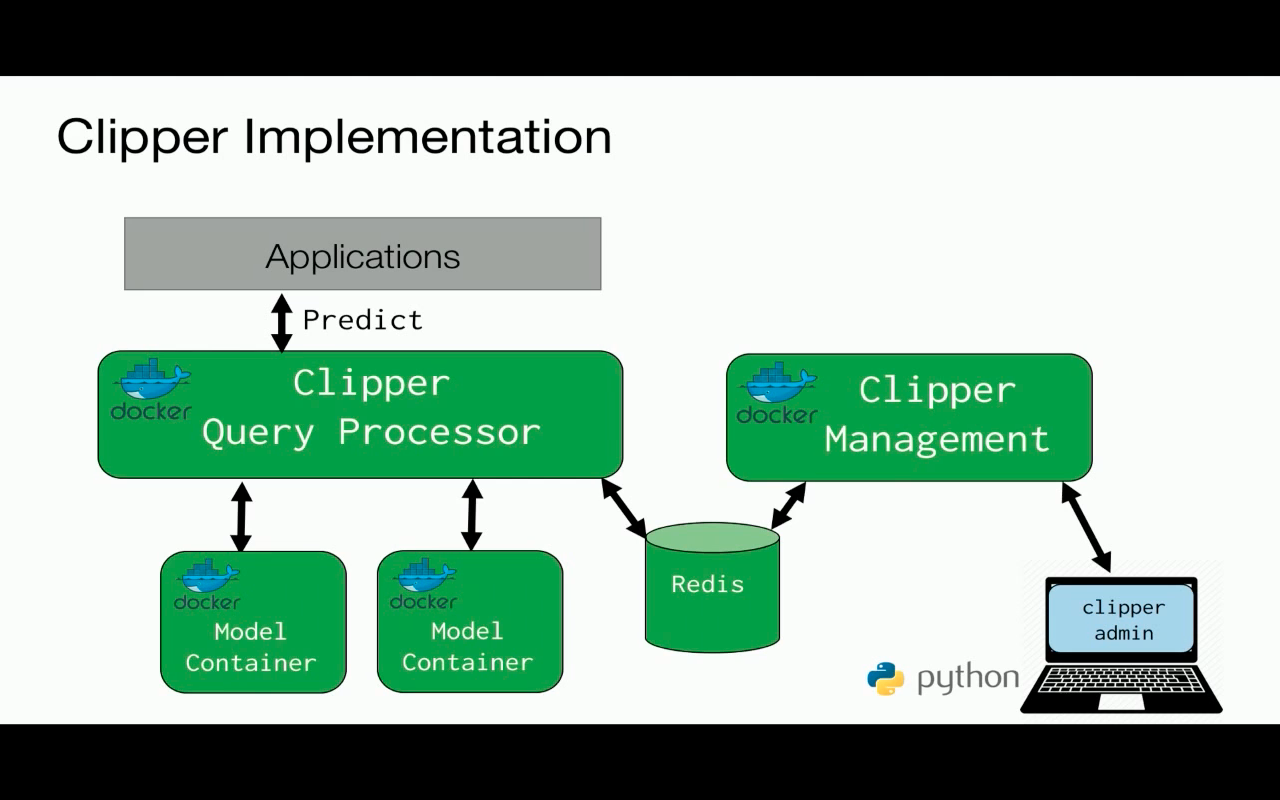 Clipper Implementation
Applications
Predict
docker
Clipper
Query Processor
docker
Clipper
Management
docker
Model
Container
docker
Model
Container
Redis
clipper
admin
python